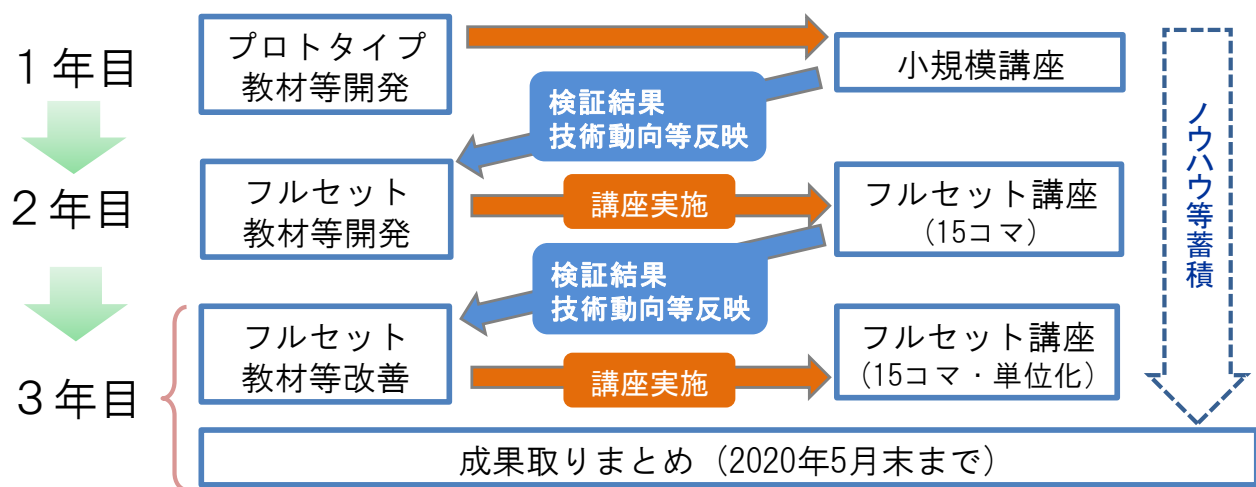 １年目
プロトタイプ
教材等開発
小規模講座
検証結果
技術動向等反映
２年目
フルセット
教材等開発
講座実施
フルセット講座
（15コマ）
検証結果
技術動向等反映
３年目
フルセット
教材等改善
講座実施
フルセット講座
（15コマ・単位化）
成果取りまとめ（2020年5月末まで）
ノウハウ等蓄積